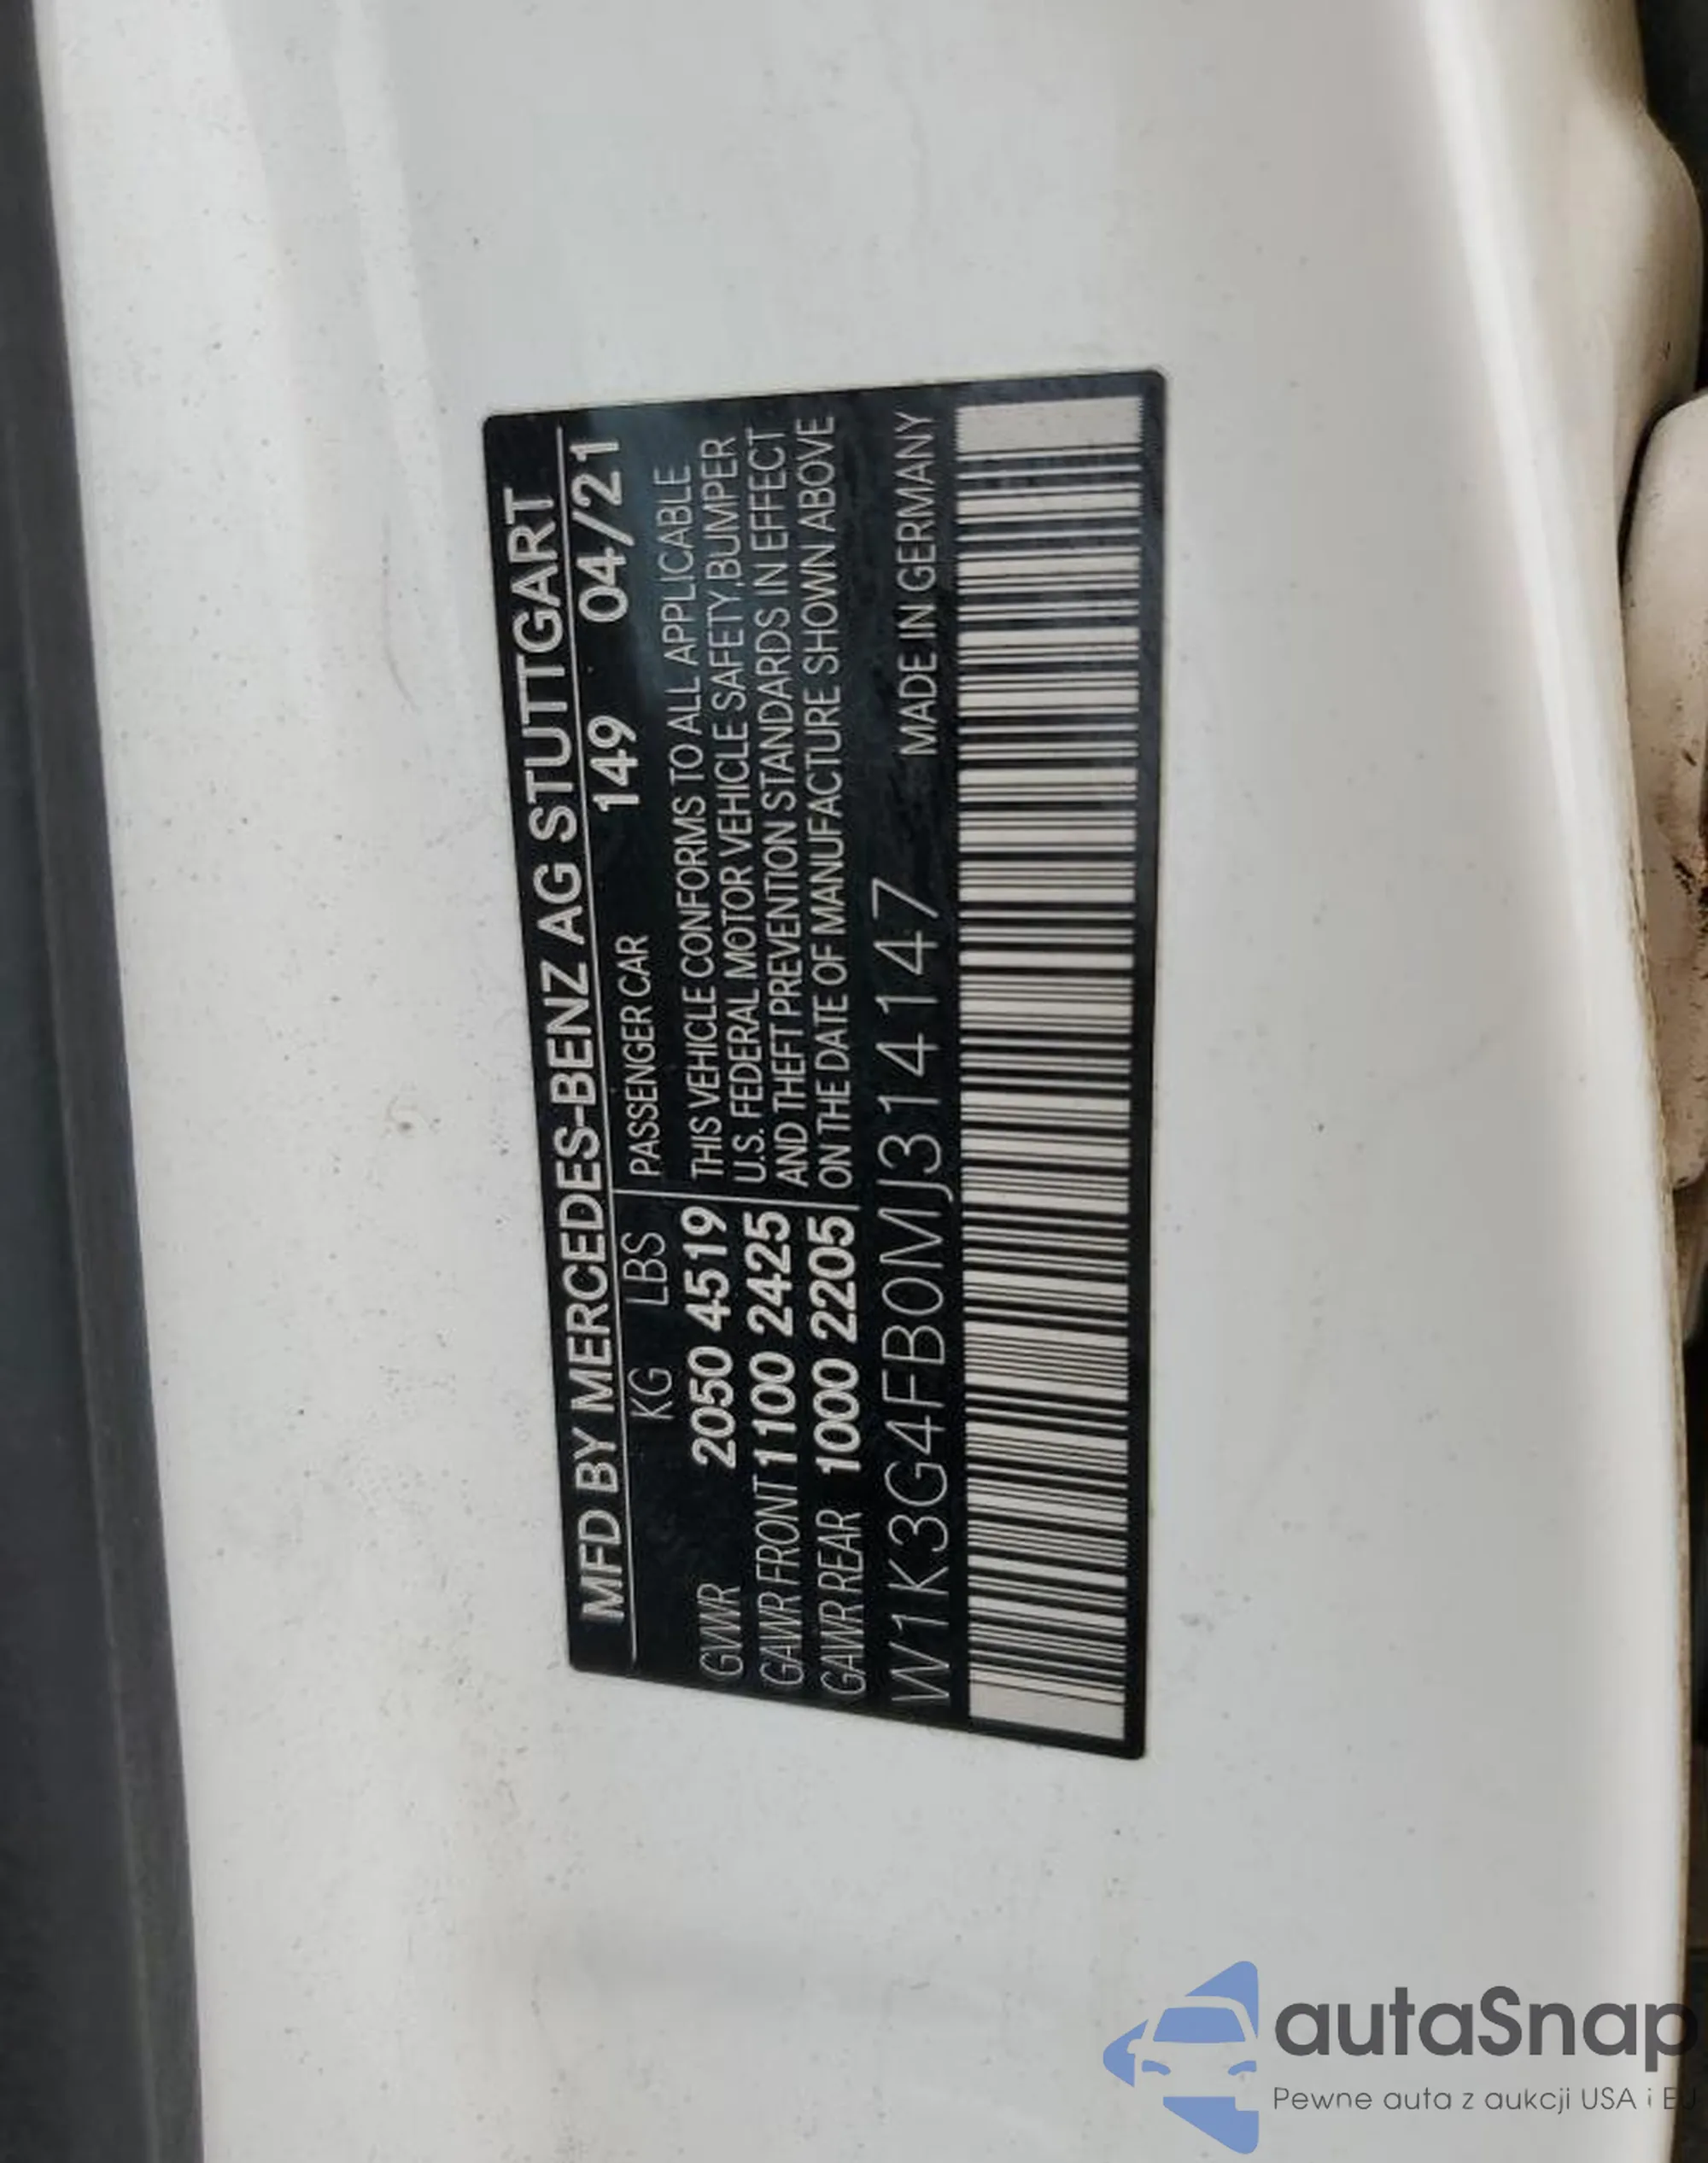 MFD BY MERCEDES-BENZ AG STUTTGART
149 04/21
KG LBS PASSENGER CAR
GVWR 2050 4519 THIS VEHICLE CONFORMS TO ALL APPLICABLE
U.S. FEDERAL MOTOR VEHICLE SAFETY,BUMPER
GAWR FRONT 1100 2425 AND THEFT PREVENTION STANDARDS IN EFFECT
GAWR REAR 1000 2205 ON THE DATE OF MANUFACTURE SHOWN ABOVE
W1K3G4FB0MJ314147 MADE IN GERMANY
autaSnap
Pewne auta z aukcji USA i EU